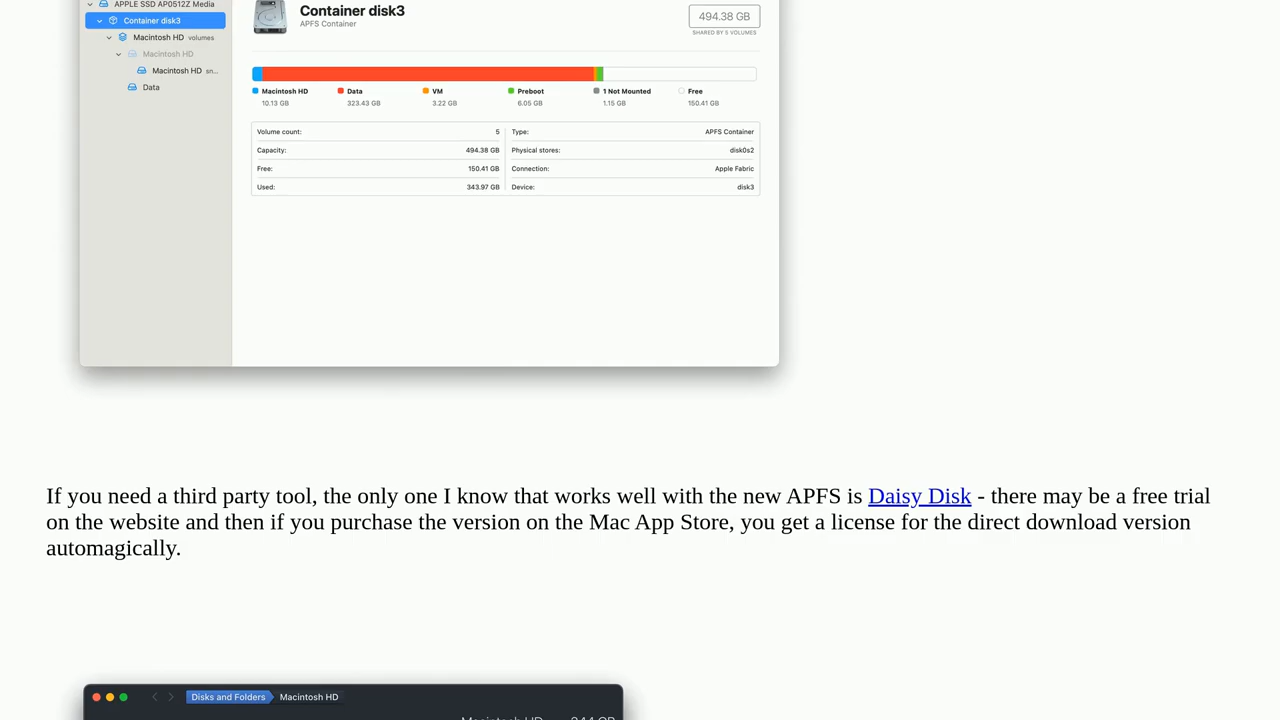 APPLE SSD AP0512Z Media
Container disk3
Macintosh HD volumes
Macintosh HD
Macintosh HD sn...
Data
Container disk3
APFS Container
494.38 GB
SHARED BY 5 VOLUMES
Macintosh HD Data VM Preboot 1 Not Mounted Free
10.13 GB 323.43 GB 3.22 GB 6.05 GB 1.15 GB 150.41 GB
Volume count: 5 Type: APFS Container
Capacity: 494.38 GB Physical stores: disk0s2
Free: 150.41 GB Connection: Apple Fabric
Used: 343.97 GB Device: disk3
If you need a third party tool, the only one I know that works well with the new APFS is Daisy Disk - there may be a free trial
on the website and then if you purchase the version on the Mac App Store, you get a license for the direct download version
automagically.
Disks and Folders Macintosh HD
Macintosh HD 344 GB